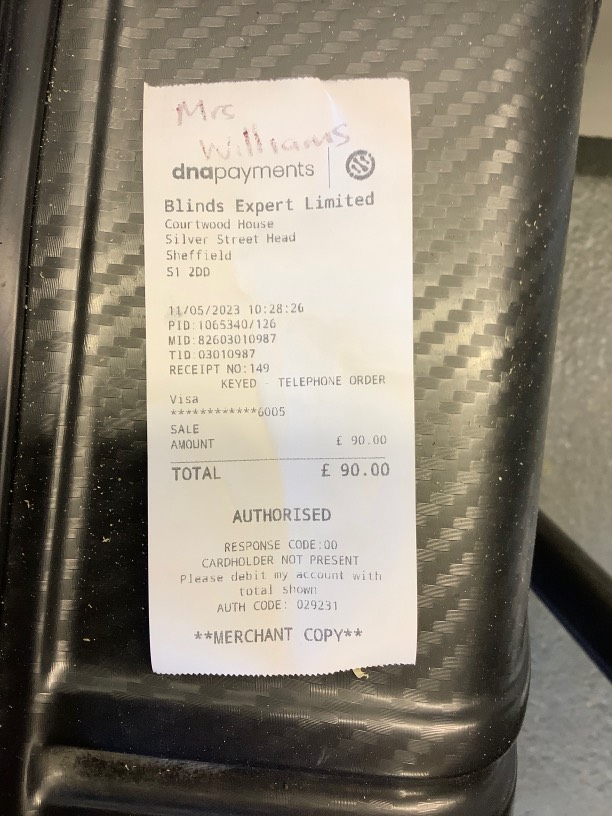 Mrs
Williams
dnapayments
Blinds Expert Limited
Courtwood House
Silver Street Head
Sheffield
S1 2DD
11/05/2023 10:28:26
PID:1065340/126
MID:82603010987
TID:03010987
RECEIPT NO:149
KEYED - TELEPHONE ORDER
Visa
************6005
SALE
AMOUNT £ 90.00
TOTAL £ 90.00
AUTHORISED
RESPONSE CODE:00
CARDHOLDER NOT PRESENT
Please debit my account with
total shown
AUTH CODE: 029231
**MERCHANT COPY**